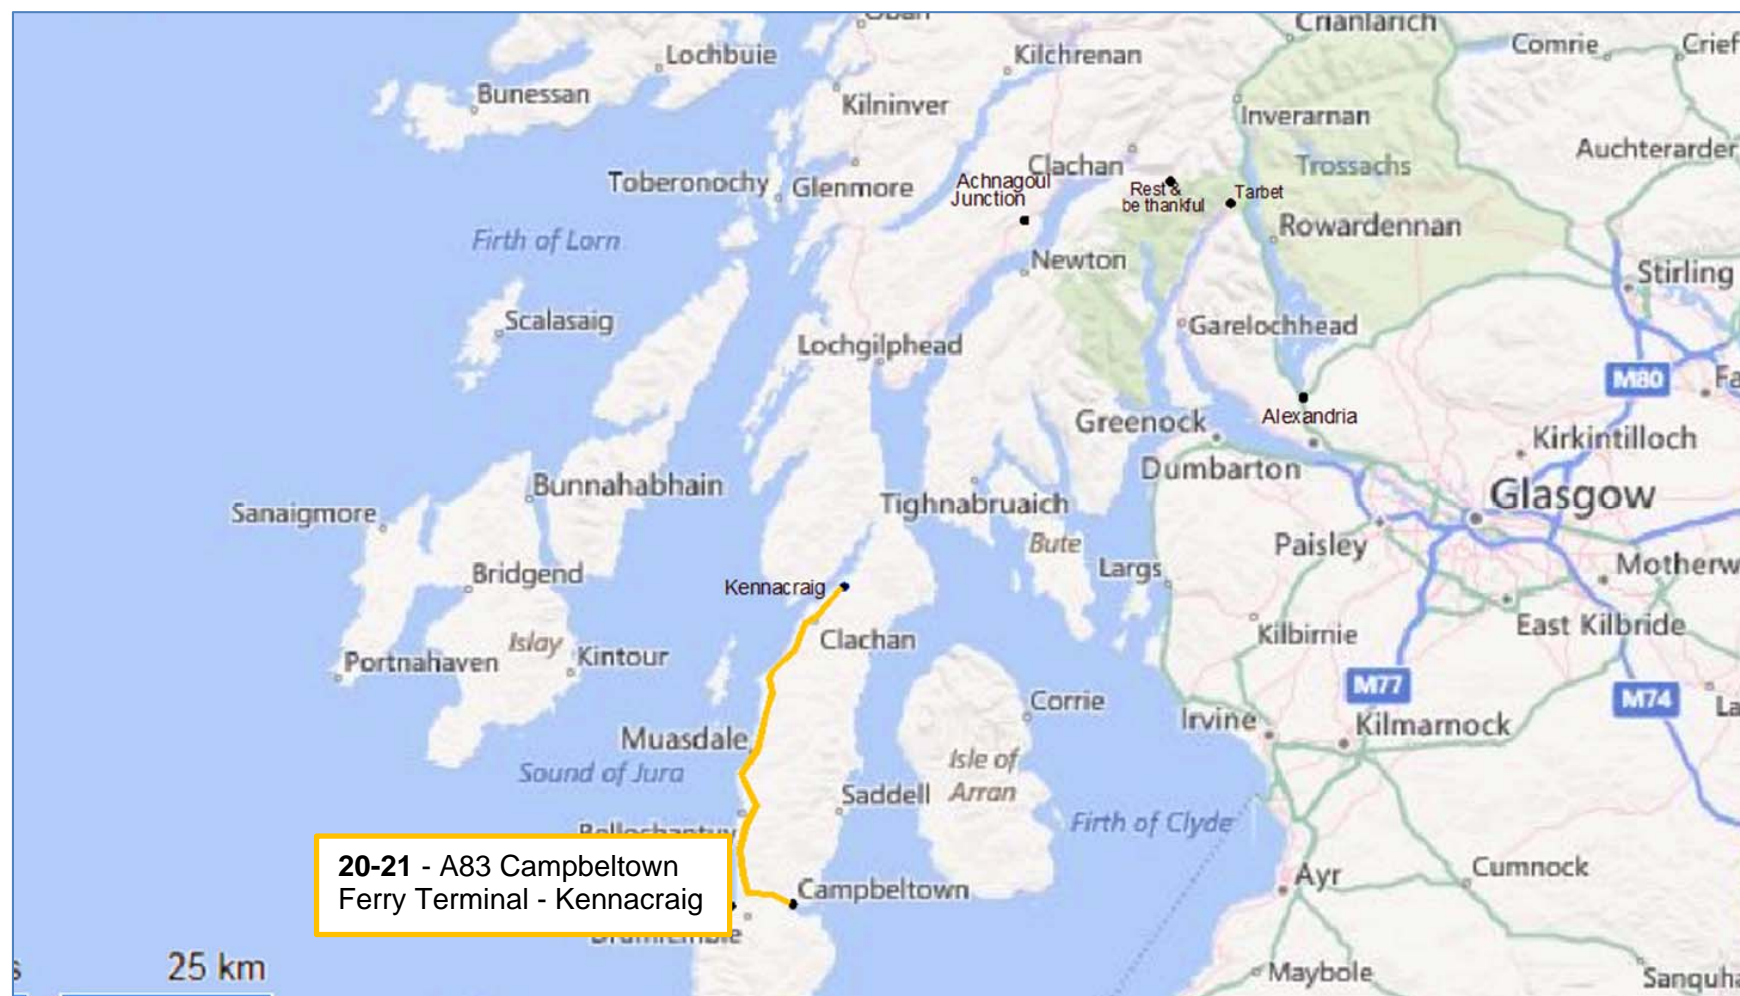 Crianlarich
Lochbuie
Kilchrenan
Comrie
Bunessan
Kilninver
Inverarnan
Auchterarder
Clachan
Trossachs
Toberonochy
Glenmore
Achnagoul
Junction
Rest &
be thankful
Tarbet
Rowardennan
Firth of Lorn
Newton
Stirling
Scalasaig
Garelochhead
Lochgilphead
M80
Alexandria
Greenock
Kirkintilloch
Dumbarton
Bunnahabhain
Glasgow
Sanaigmore
Tighnabruaich
Bute
Paisley
Largs
Bridgend
Kennacraig
Motherw
East Kilbride
Kilbirnie
Islay
Clachan
Kintour
Portnahaven
M77
M74
Corrie
La
Irvine
Kilmarnock
Muasdale
Isle of
Arran
Sound of Jura
Saddell
Firth of Clyde
20-21 - A83 Campbeltown
Ferry Terminal - Kennacraig
Campbeltown
Ayr
Cumnock
25 km
Maybole
Sanquha